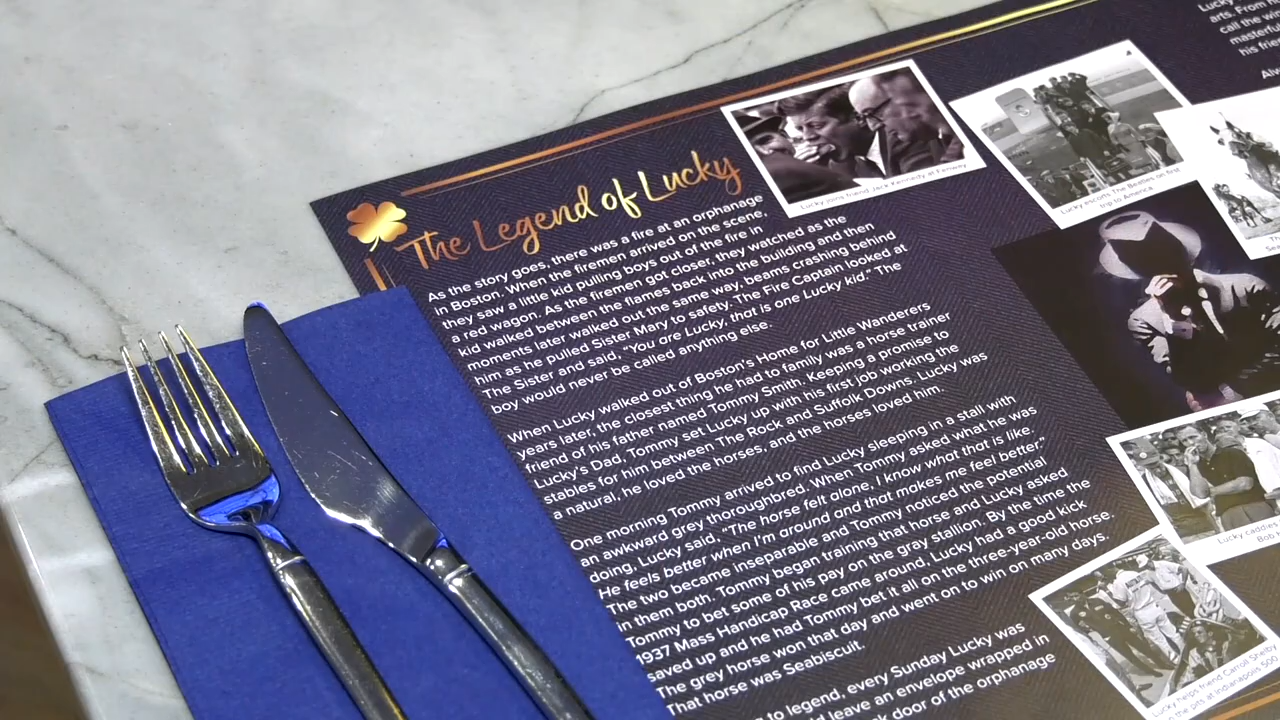 The Legend of Lucky
As the story goes, there was a fire at an orphanage
in Boston. When the firemen arrived on the scene,
they saw a little kid pulling boys out of the fire in
a red wagon. As the firemen got closer, they watched as the
kid walked between the flames back into the building and then
moments later walked out the same way, beams crashing behind
him as he pulled Sister Mary to safety. The Fire Captain looked at
The Sister and said, "You are Lucky, that is one Lucky kid." The
boy would never be called anything else.
When Lucky walked out of Boston's Home for Little Wanderers
years later, the closest thing he had to family was a horse trainer
friend of his father named Tommy Smith. Keeping a promise to
Lucky's Dad, Tommy set Lucky up with his first job working the
stables for him between The Rock and Suffolk Downs. Lucky was
a natural, he loved the horses, and the horses loved him.
One morning Tommy arrived to find Lucky sleeping in a stall with
an awkward grey thoroughbred. When Tommy asked what he was
doing, Lucky said, "The horse felt alone, I know what that is like.
He feels better when I'm around and that makes me feel better."
The two became inseparable and Tommy noticed the potential
in them both. Tommy began training that horse and Lucky asked
Tommy to bet some of his pay on the gray stallion. By the time the
1937 Mass Handicap Race came around, Lucky had a good kick
saved up and he had Tommy bet it all on the three-year-old horse.
The grey horse won that day and went on to win on many days.
That horse was Seabiscuit.
to legend, every Sunday Lucky was
leave an envelope wrapped in
door of the orphanage
Lucky joins friend Jack Kennedy at Fenway
Lucky escorts The Beatles on first
trip to America
Lucky caddies
Bob
Lucky helps friend Carroll Shelby
in the pits at Indianapolis 500
Lucky
arts. From
call the
masterful
his